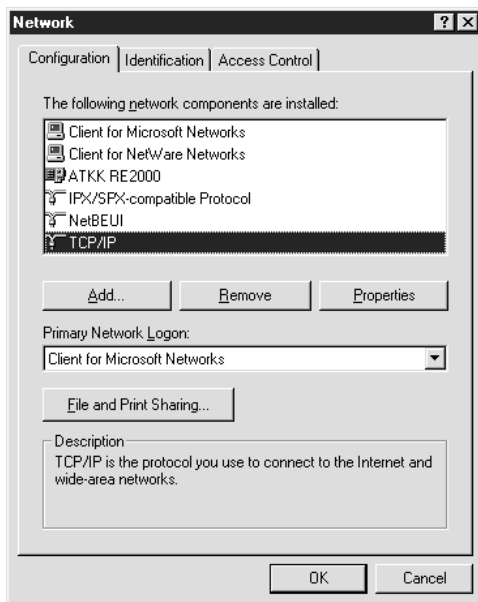 Network
Configuration Identification Access Control
The following network components are installed:
Client for Microsoft Networks
Client for NetWare Networks
ATKK RE2000
IPX/SPX-compatible Protocol
NetBEUI
TCP/IP
Add... Remove Properties
Primary Network Logon:
Client for Microsoft Networks
File and Print Sharing...
Description
TCP/IP is the protocol you use to connect to the Internet and
wide-area networks.
OK Cancel